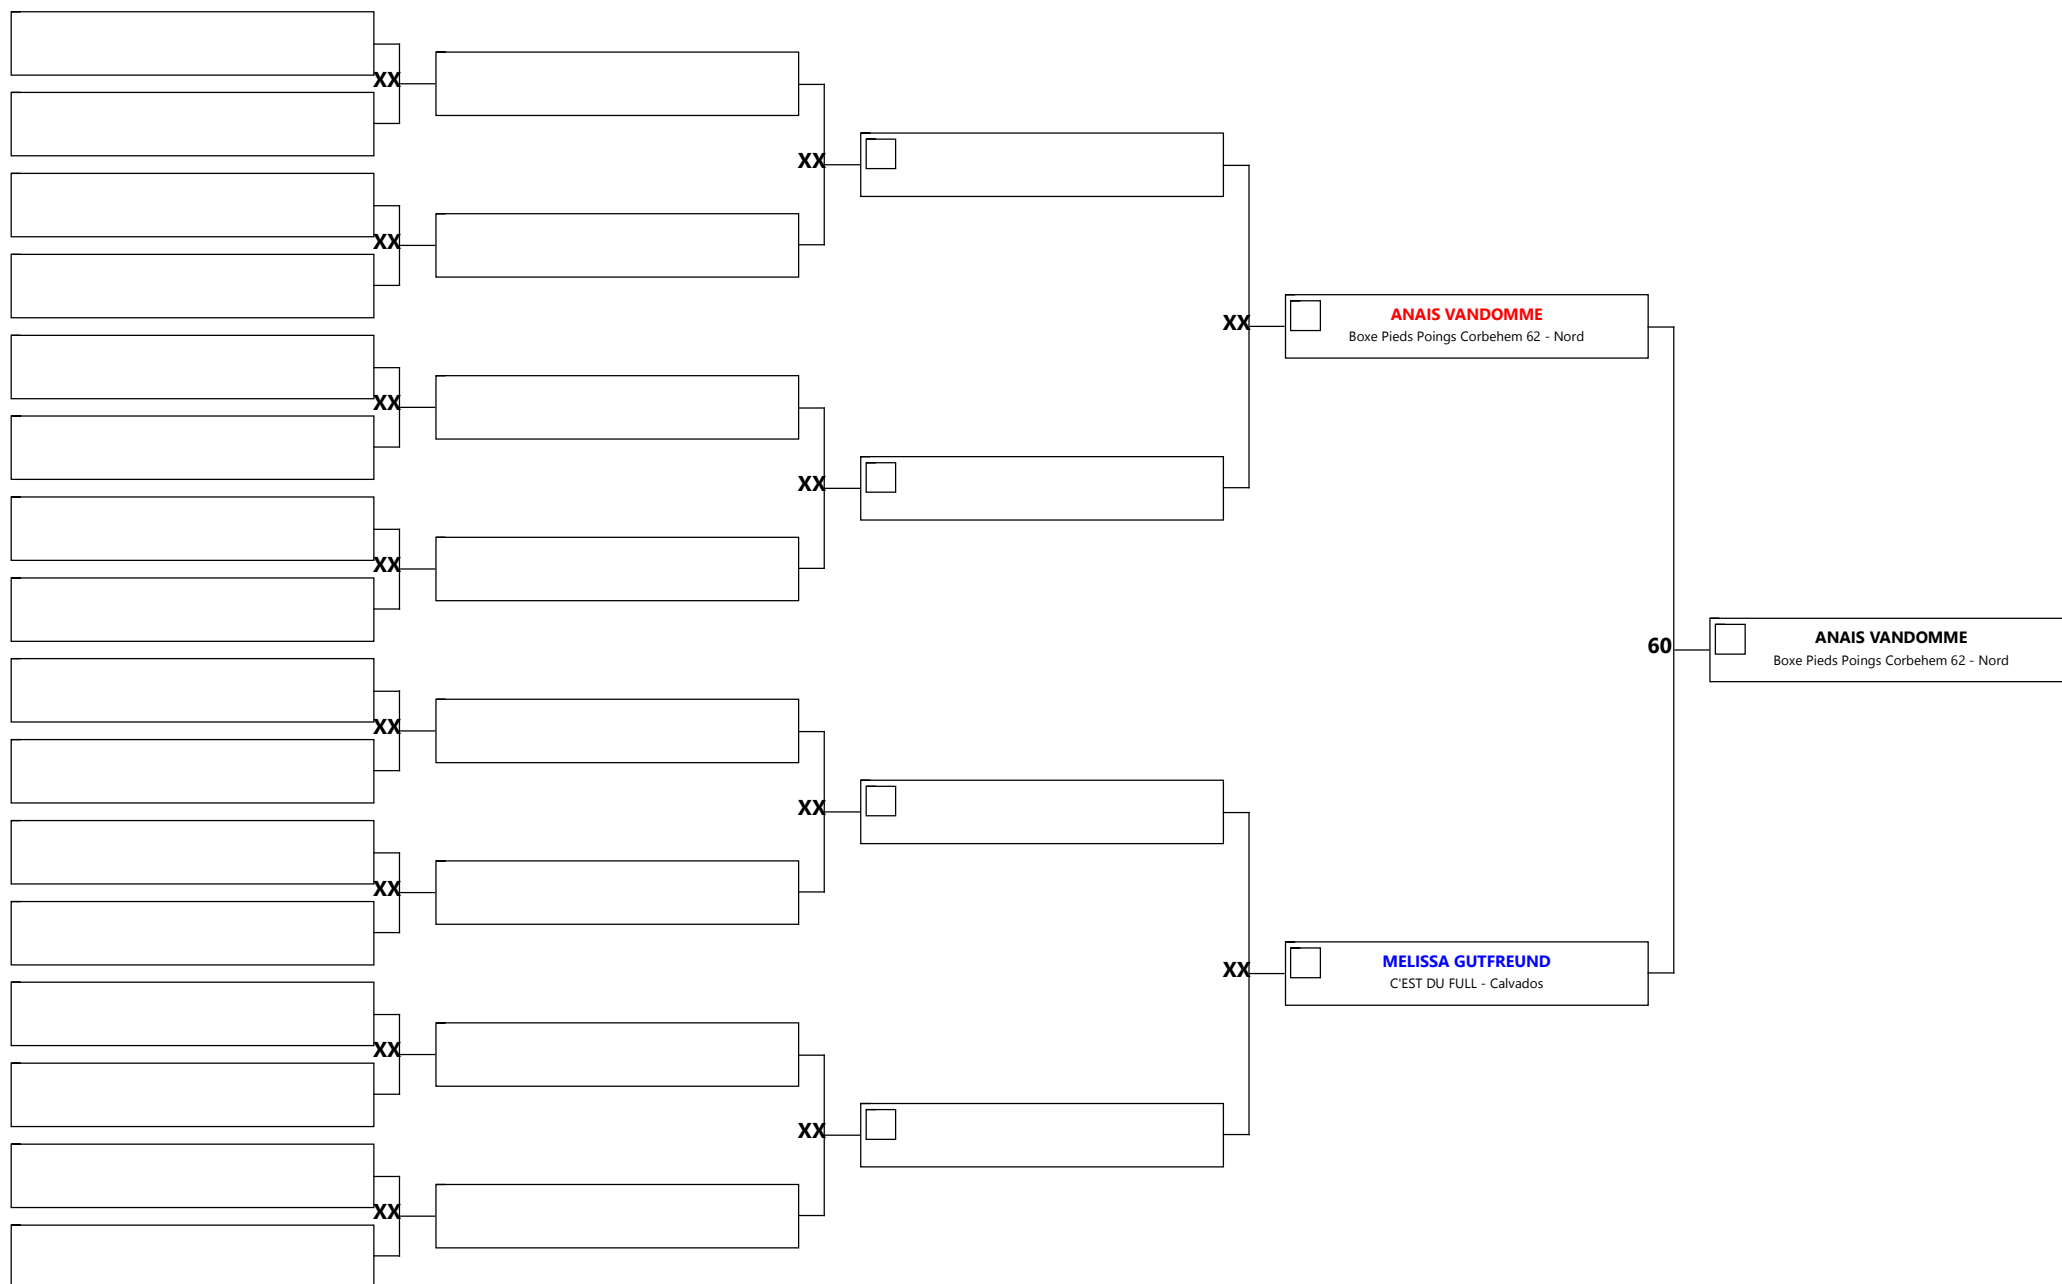 XX
XX
XX
XX
XX
XX
XX
XX
XX
XX
XX
XX
XX
ANAIS VANDOMME
Boxe Pieds Poings Corbehem 62 - Nord
XX
MELISSA GUTFREUND
C'EST DU FULL - Calvados
60
ANAIS VANDOMME
Boxe Pieds Poings Corbehem 62 - Nord